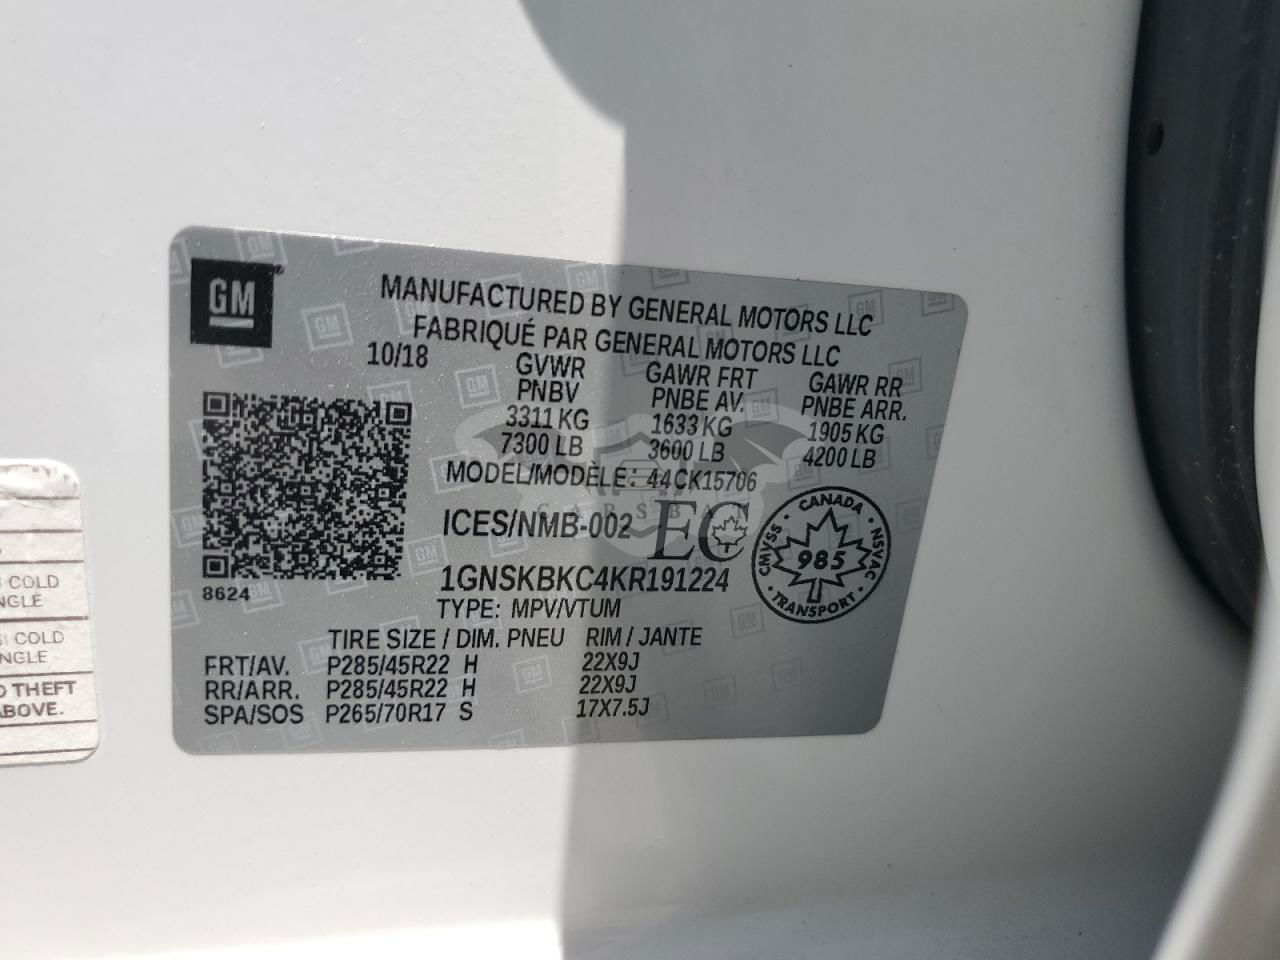 GM
MANUFACTURED BY GENERAL MOTORS LLC
FABRIQUÉ PAR GENERAL MOTORS LLC
10/18
GVWR GAWR FRT GAWR RR
PNBV PNBE AV. PNBE ARR.
3311 KG 1633 KG 1905 KG
7300 LB 3600 LB 4200 LB
MODEL/MODÈLE: 44CK15706
ICES/NMB-002 EC
CANADA
CMVSS · NSVAC
985
TRANSPORT
1GNSKBKC4KR191224
8624
TYPE: MPV/VTUM
TIRE SIZE / DIM. PNEU RIM / JANTE
FRT/AV. P285/45R22 H 22X9J
RR/ARR. P285/45R22 H 22X9J
SPA/SOS P265/70R17 S 17X7.5J
COLD
COLD
THEFT
ABOVE.